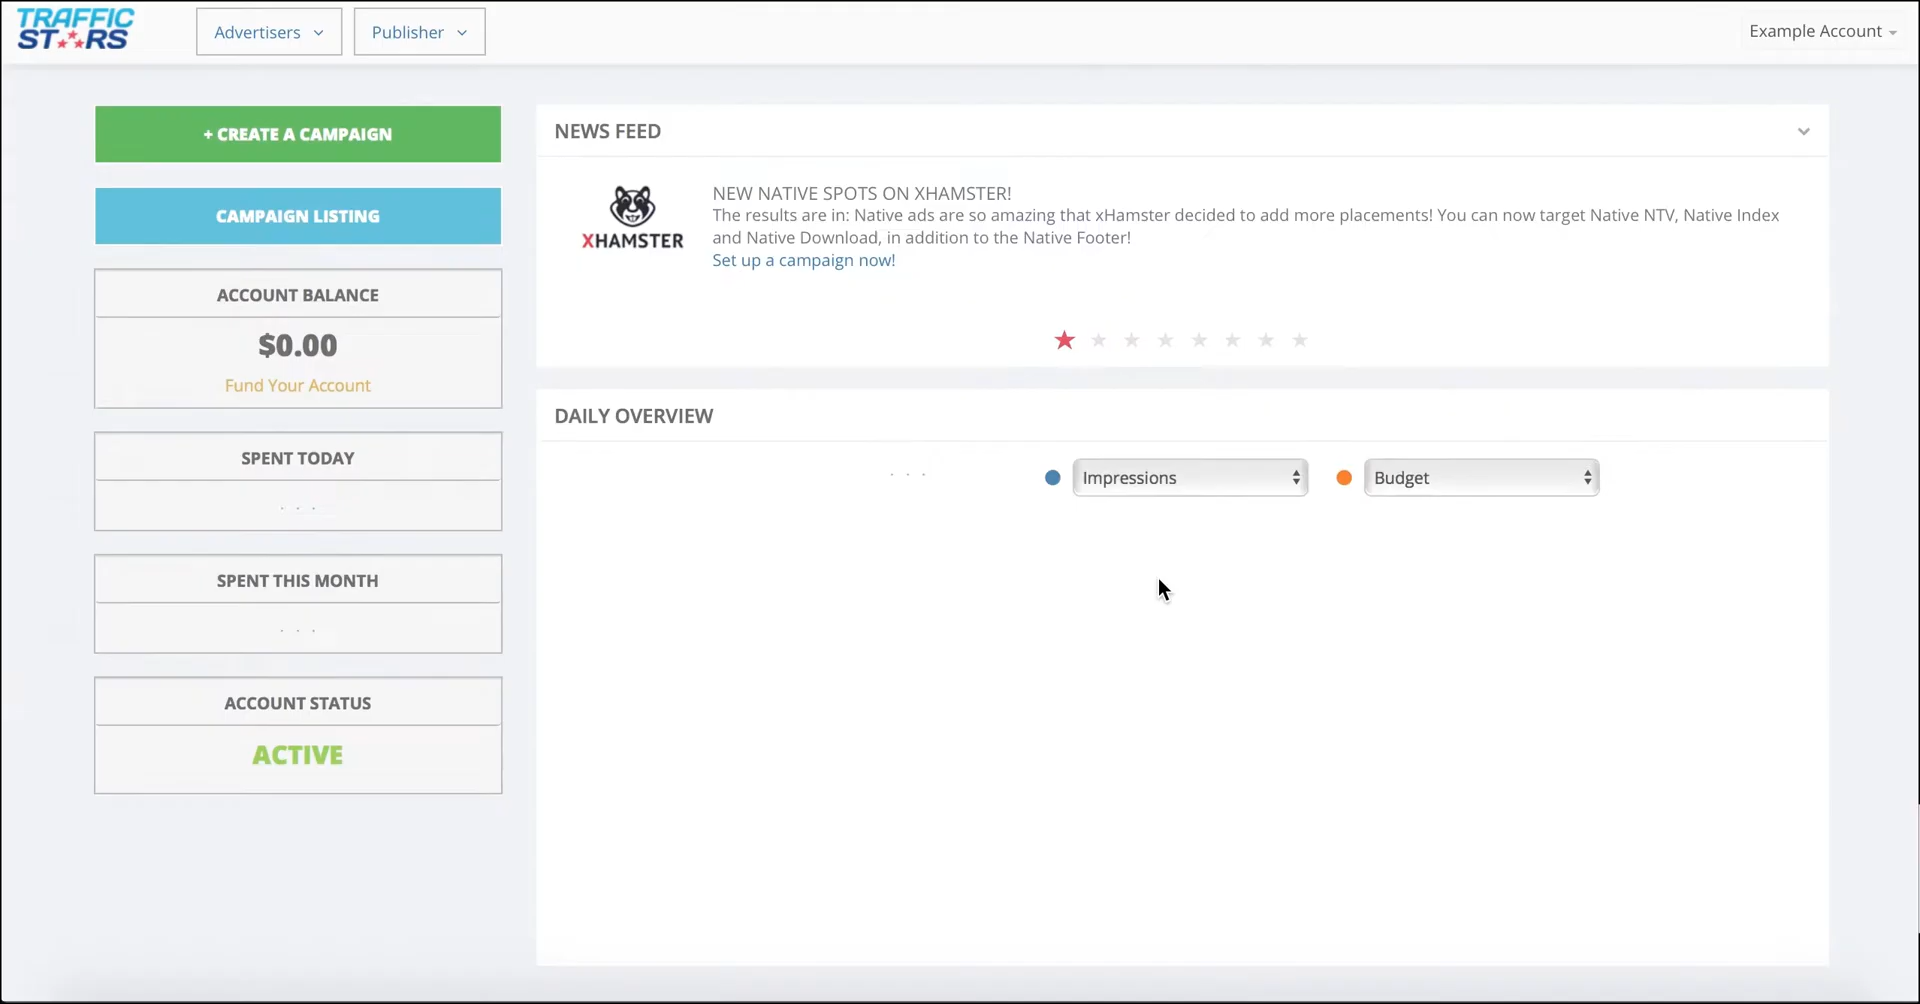 TRAFFIC
STARS
Advertisers
Publisher
Example Account
+ CREATE A CAMPAIGN
CAMPAIGN LISTING
ACCOUNT BALANCE
$0.00
Fund Your Account
SPENT TODAY
. . .
SPENT THIS MONTH
. . .
ACCOUNT STATUS
ACTIVE
NEWS FEED
XHAMSTER
NEW NATIVE SPOTS ON XHAMSTER!
The results are in: Native ads are so amazing that xHamster decided to add more placements! You can now target Native NTV, Native Index
and Native Download, in addition to the Native Footer!
Set up a campaign now!
DAILY OVERVIEW
. . .
Impressions
Budget